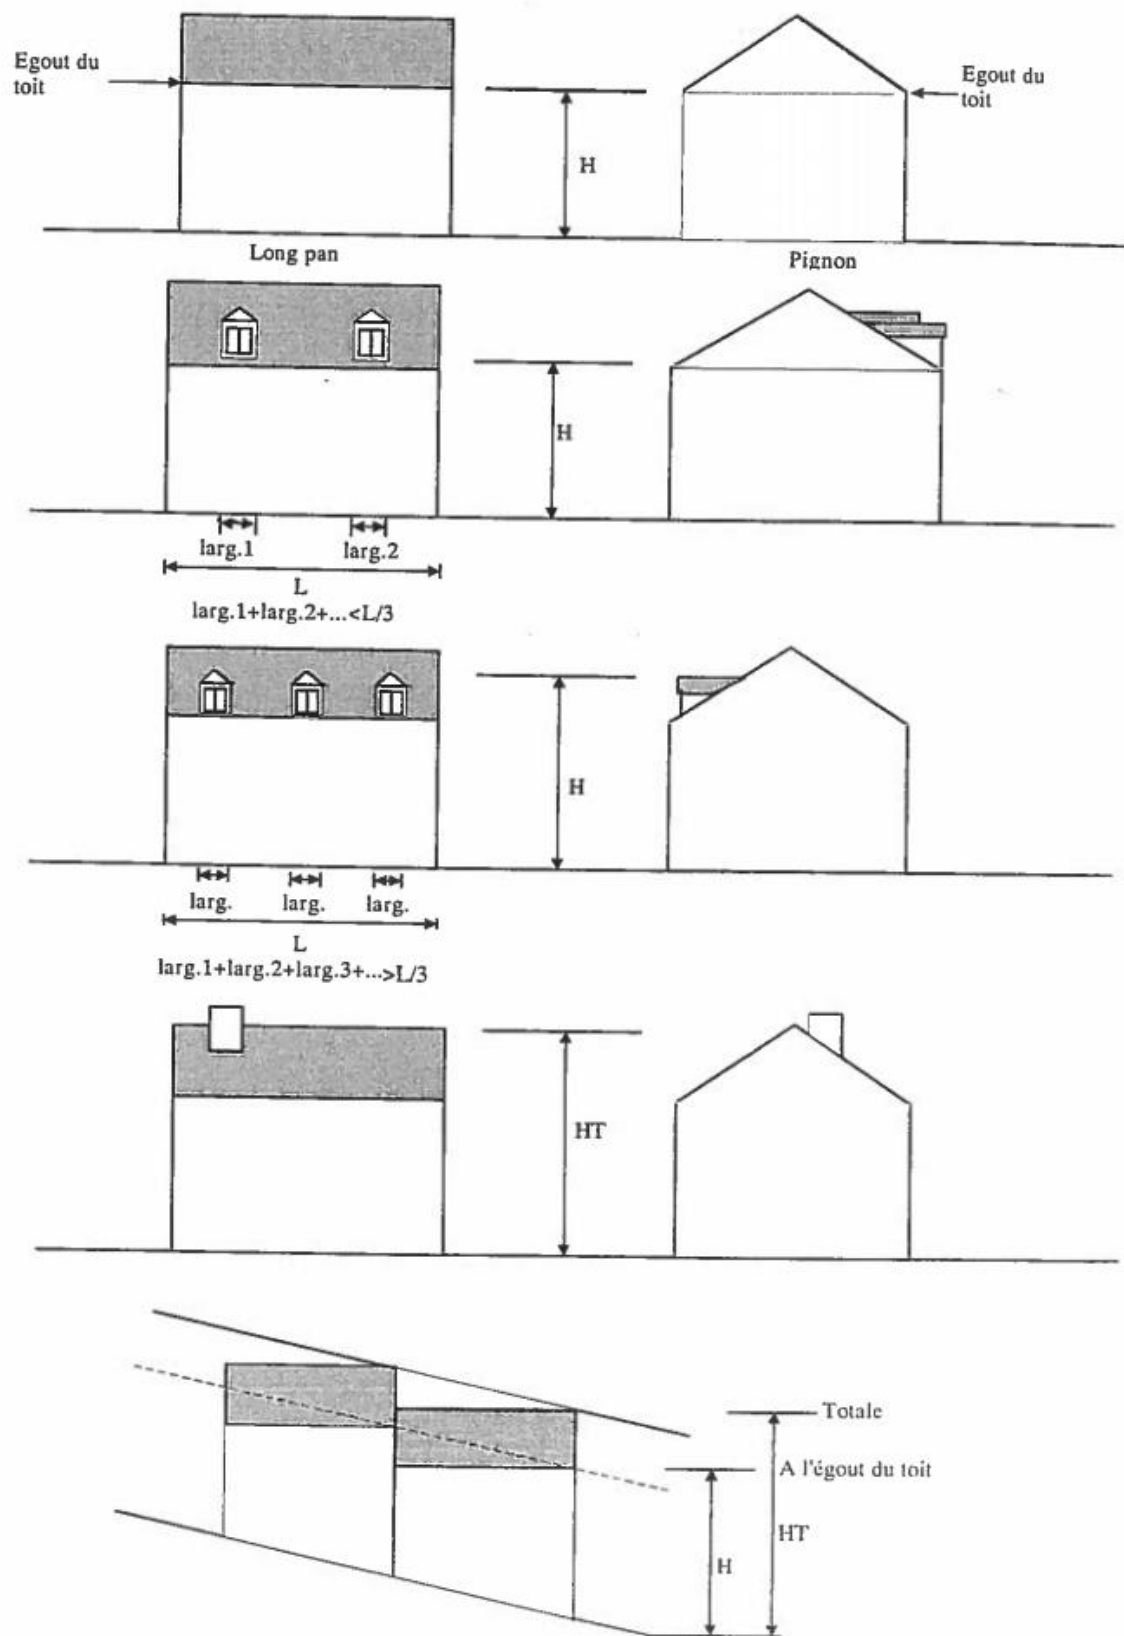 Egout du
toit
Egout du
toit
H
Long pan
Pignon
H
larg.1
larg.2
L
larg.1+larg.2+...<L/3
H
larg.
larg.
larg.
L
larg.1+larg.2+larg.3+...>L/3
HT
Totale
A l'égout du toit
HT
H